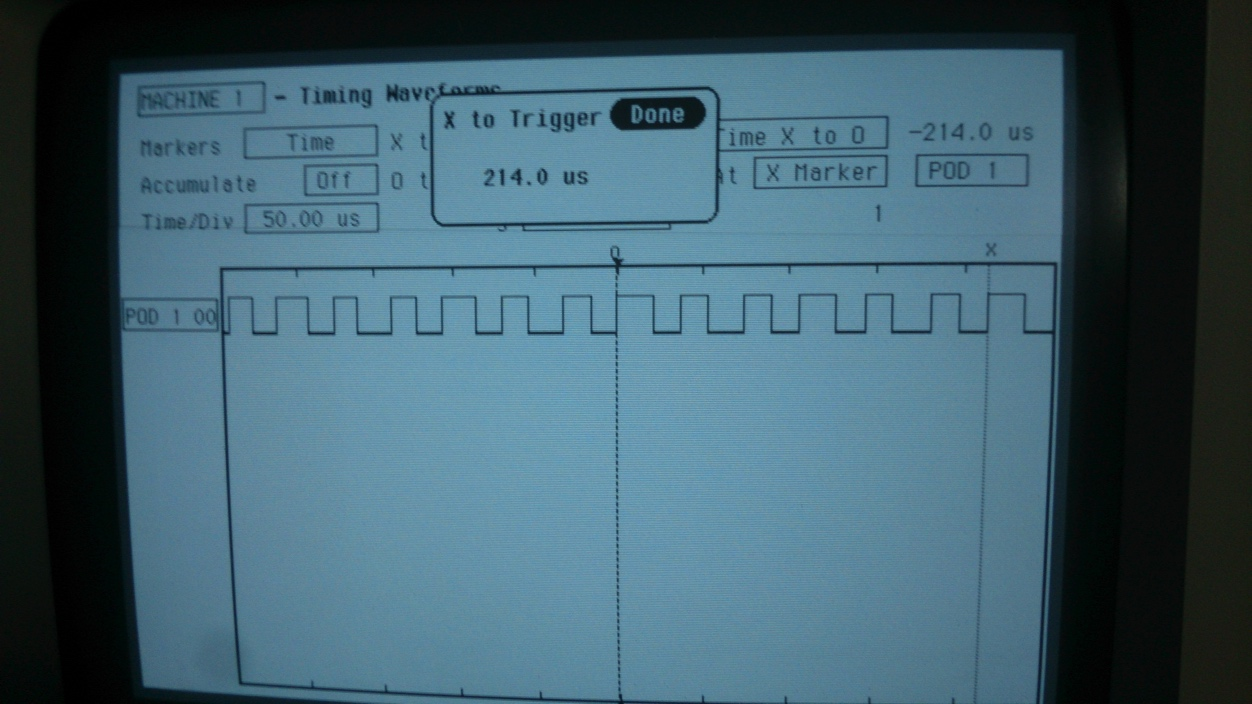 MACHINE 1 - Timing Waveforms
X to Trigger Done
Markers Time X t Time X to O -214.0 us
214.0 us
Accumulate Off O t At X Marker POD 1
Time/Div 50.00 us 1
O X
POD 1 00